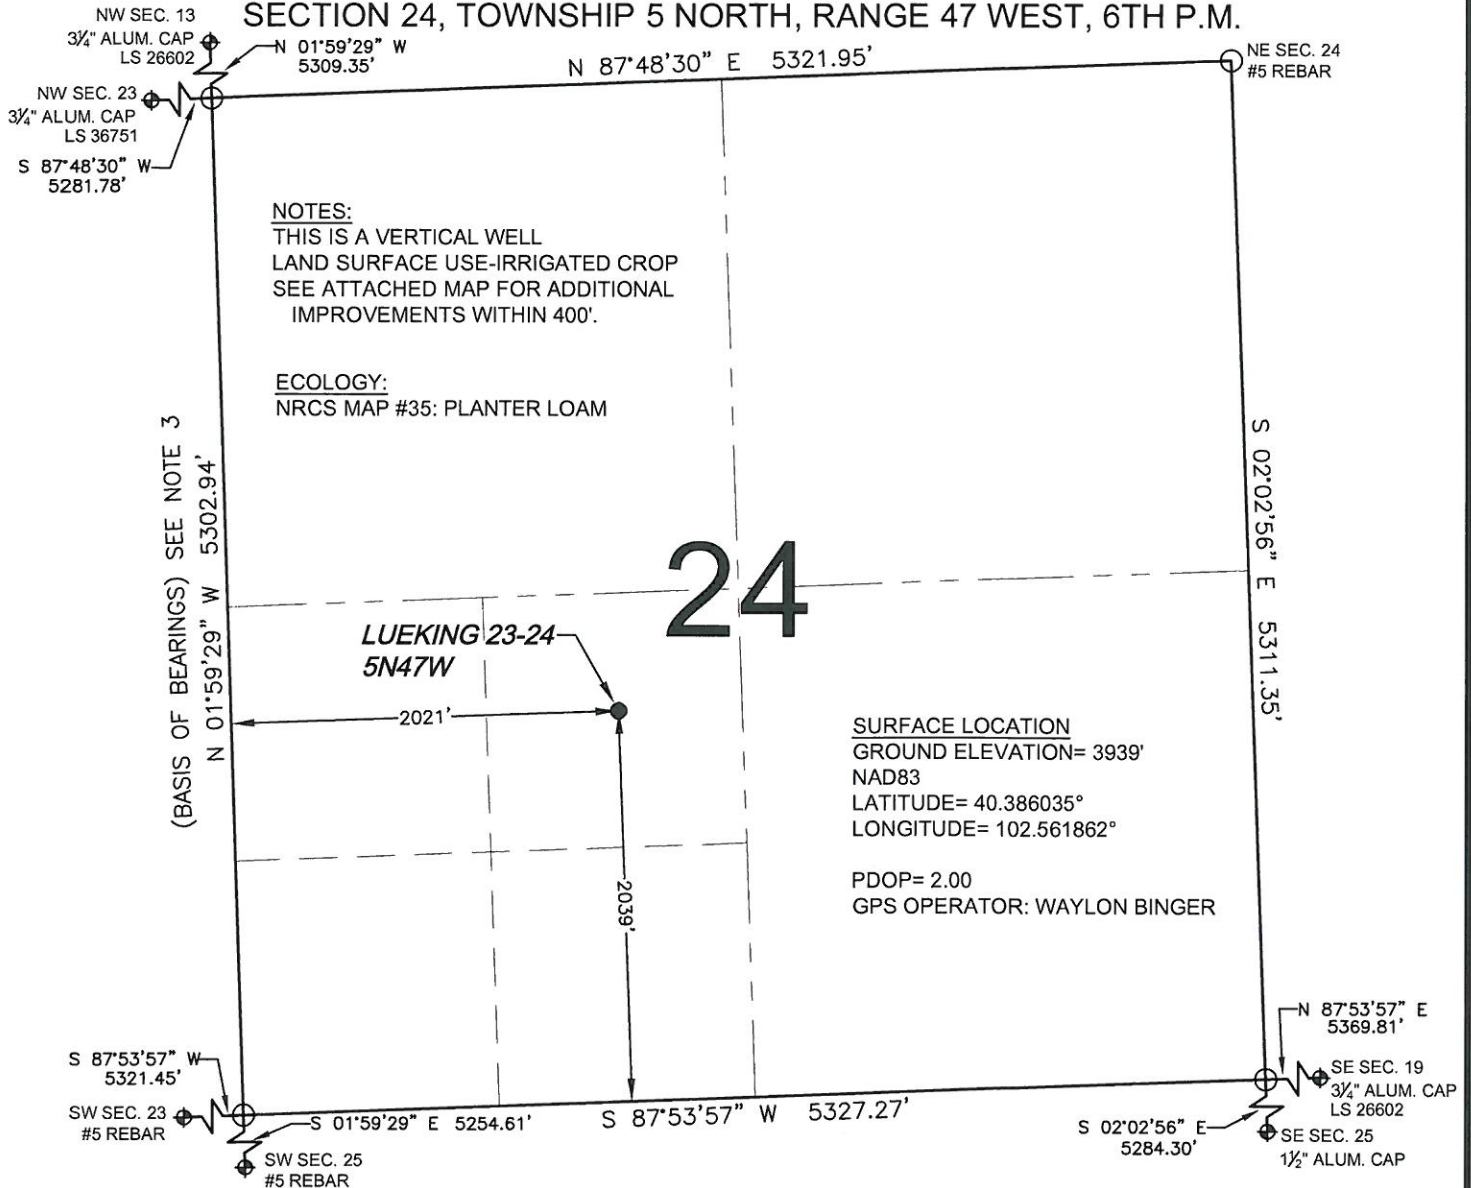 SECTION 24, TOWNSHIP 5 NORTH, RANGE 47 WEST, 6TH P.M.
NW SEC. 13
3¼" ALUM. CAP
LS 26602
N 01°59'29" W
5309.35'
N 87°48'30" E 5321.95'
NE SEC. 24
#5 REBAR
NW SEC. 23
3¼" ALUM. CAP
LS 36751
S 87°48'30" W
5281.78'
NOTES:
THIS IS A VERTICAL WELL
LAND SURFACE USE-IRRIGATED CROP
SEE ATTACHED MAP FOR ADDITIONAL
IMPROVEMENTS WITHIN 400'.
ECOLOGY:
NRCS MAP #35: PLANTER LOAM
(BASIS OF BEARINGS) SEE NOTE 3
N 01°59'29" W 5302.94'
S 02°02'56" E 5311.35'
24
LUEKING 23-24
5N47W
2021'
2039'
SURFACE LOCATION
GROUND ELEVATION= 3939'
NAD83
LATITUDE= 40.386035°
LONGITUDE= 102.561862°
PDOP= 2.00
GPS OPERATOR: WAYLON BINGER
N 87°53'57" E
5369.81'
S 87°53'57" W
5321.45'
SE SEC. 19
3¼" ALUM. CAP
LS 26602
SW SEC. 23
#5 REBAR
S 01°59'29" E 5254.61'
S 87°53'57" W 5327.27'
S 02°02'56" E
5284.30'
SE SEC. 25
1½" ALUM. CAP
SW SEC. 25
#5 REBAR